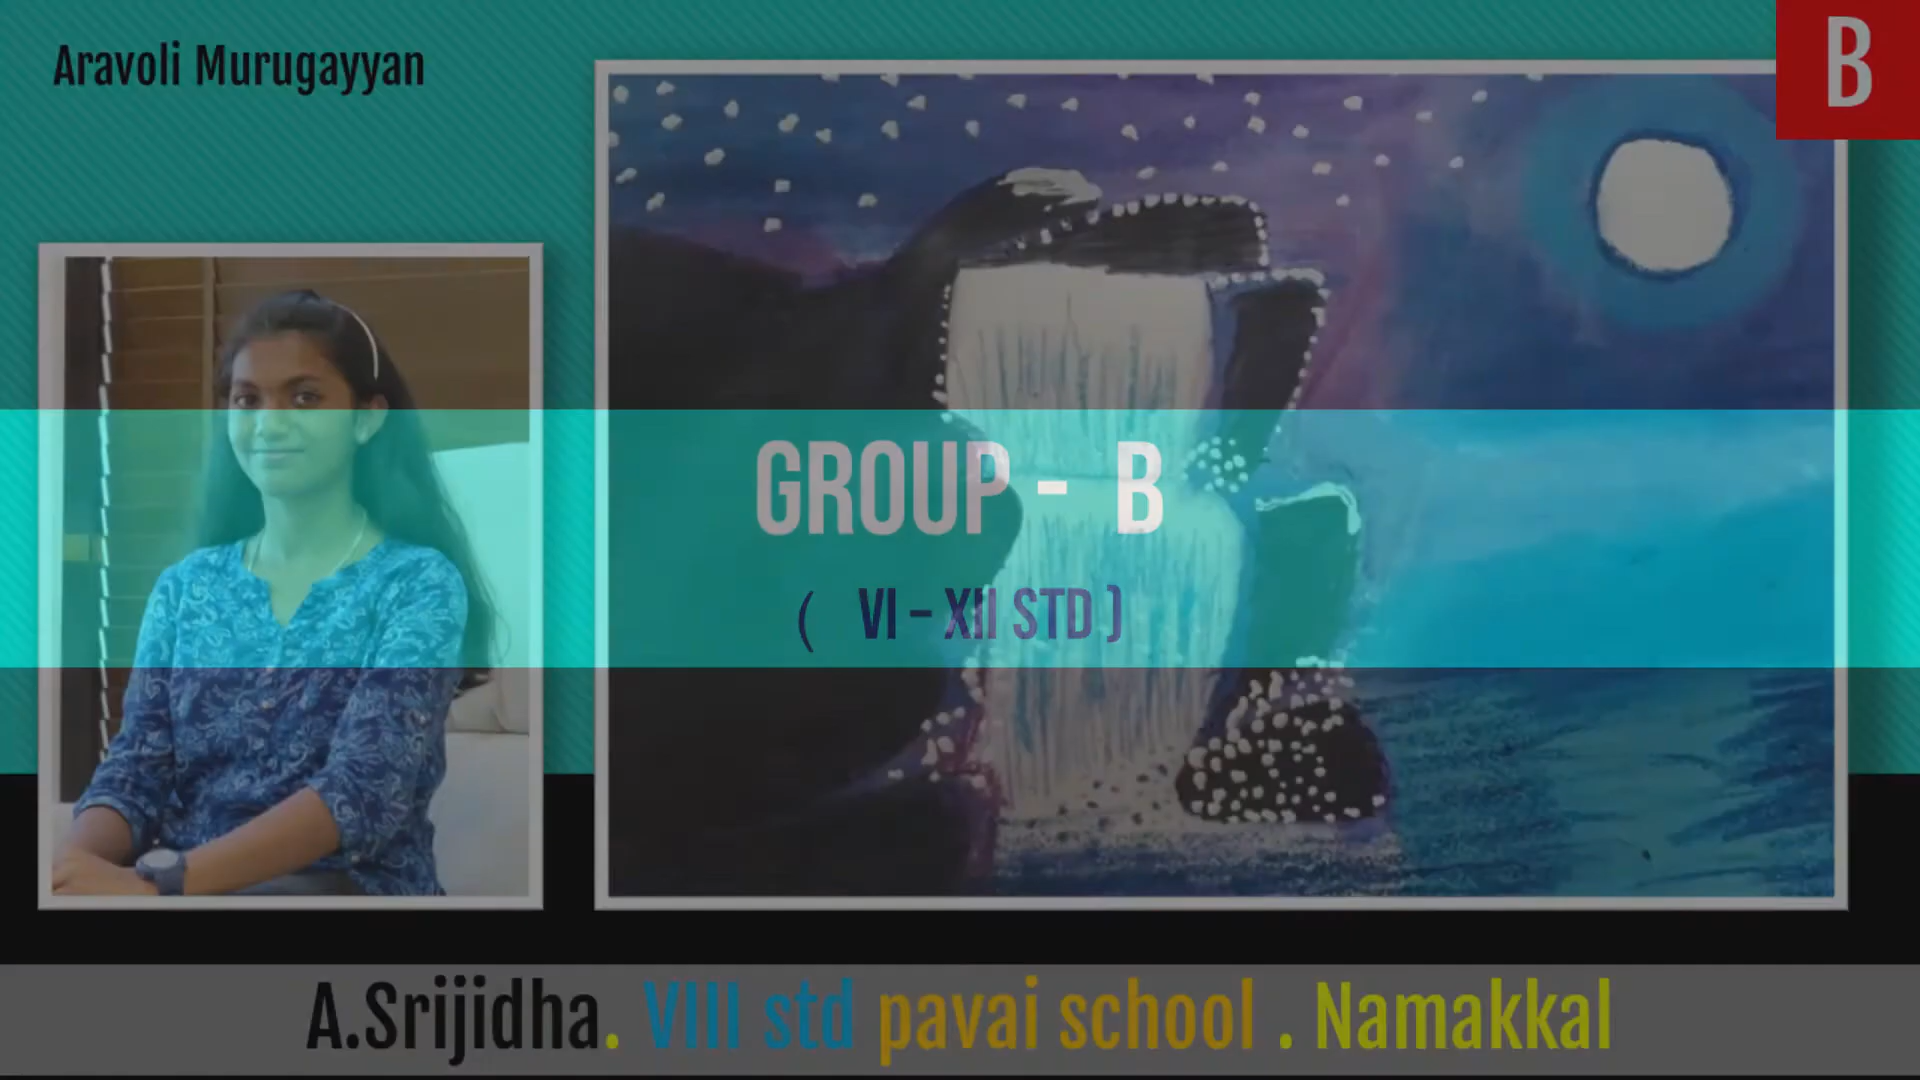 Aravoli Murugayyan
B
GROUP - B
( VI - XII STD )
A.Srijidha. VIII std pavai school . Namakkal